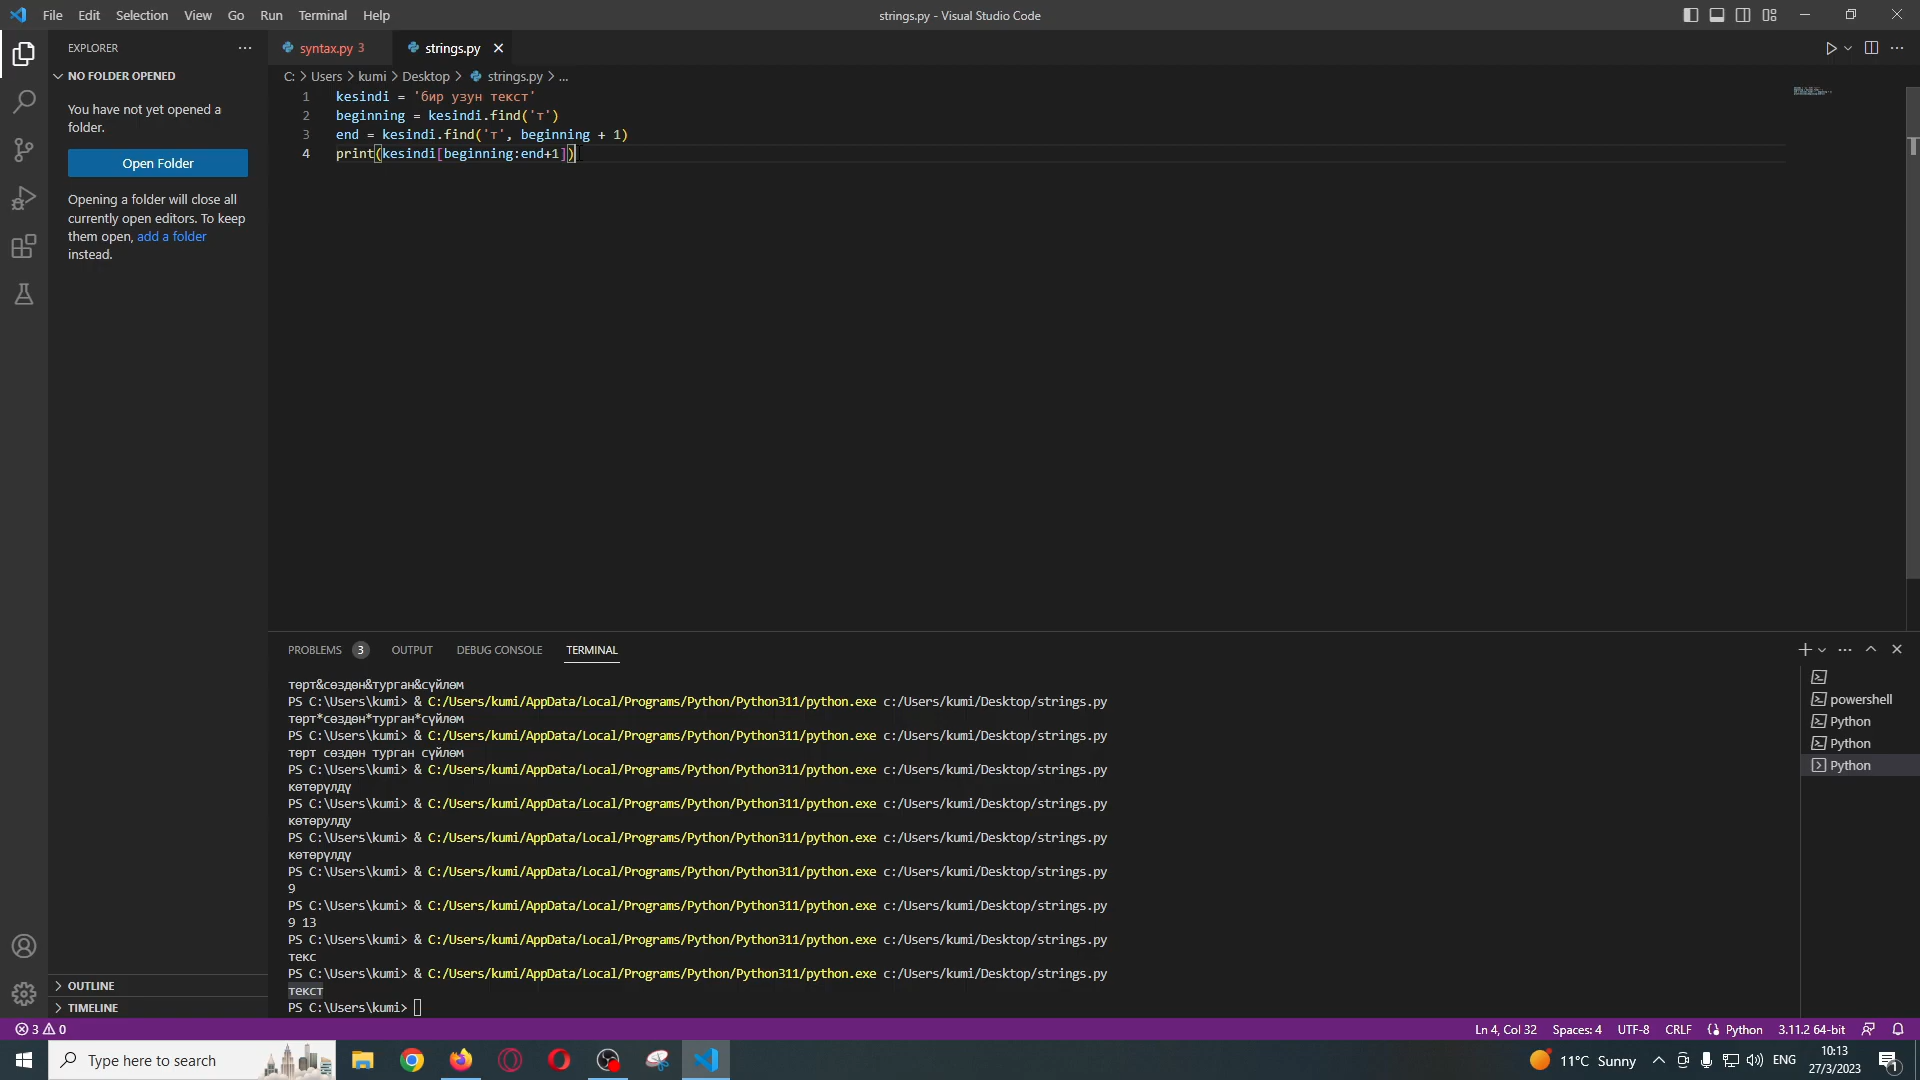 File Edit Selection View Go Run Terminal Help
strings.py - Visual Studio Code
EXPLORER
NO FOLDER OPENED
You have not yet opened a
folder.
Open Folder
Opening a folder will close all
currently open editors. To keep
them open, add a folder
instead.
OUTLINE
TIMELINE
syntax.py 3
strings.py
C: > Users > kumi > Desktop > strings.py > ...
1 kesindi = 'бир узун текст'
2 beginning = kesindi.find('т')
3 end = kesindi.find('т', beginning + 1)
4 print(kesindi[beginning:end+1])
PROBLEMS 3 OUTPUT DEBUG CONSOLE TERMINAL
төрт&сөздөн&турган&сүйлөм
PS C:\Users\kumi> & C:/Users/kumi/AppData/Local/Programs/Python/Python311/python.exe c:/Users/kumi/Desktop/strings.py
төрт*сөздөн*турган*сүйлөм
PS C:\Users\kumi> & C:/Users/kumi/AppData/Local/Programs/Python/Python311/python.exe c:/Users/kumi/Desktop/strings.py
төрт сөздөн турган сүйлөм
PS C:\Users\kumi> & C:/Users/kumi/AppData/Local/Programs/Python/Python311/python.exe c:/Users/kumi/Desktop/strings.py
көтөрүлдү
PS C:\Users\kumi> & C:/Users/kumi/AppData/Local/Programs/Python/Python311/python.exe c:/Users/kumi/Desktop/strings.py
көтөрулду
PS C:\Users\kumi> & C:/Users/kumi/AppData/Local/Programs/Python/Python311/python.exe c:/Users/kumi/Desktop/strings.py
көтөрүлдү
PS C:\Users\kumi> & C:/Users/kumi/AppData/Local/Programs/Python/Python311/python.exe c:/Users/kumi/Desktop/strings.py
9
PS C:\Users\kumi> & C:/Users/kumi/AppData/Local/Programs/Python/Python311/python.exe c:/Users/kumi/Desktop/strings.py
9 13
PS C:\Users\kumi> & C:/Users/kumi/AppData/Local/Programs/Python/Python311/python.exe c:/Users/kumi/Desktop/strings.py
текс
PS C:\Users\kumi> & C:/Users/kumi/AppData/Local/Programs/Python/Python311/python.exe c:/Users/kumi/Desktop/strings.py
текст
PS C:\Users\kumi>
powershell
Python
Python
Python
3 0
Ln 4, Col 32 Spaces: 4 UTF-8 CRLF Python 3.11.2 64-bit
Type here to search
11°C Sunny
ENG
10:13
27/3/2023
1